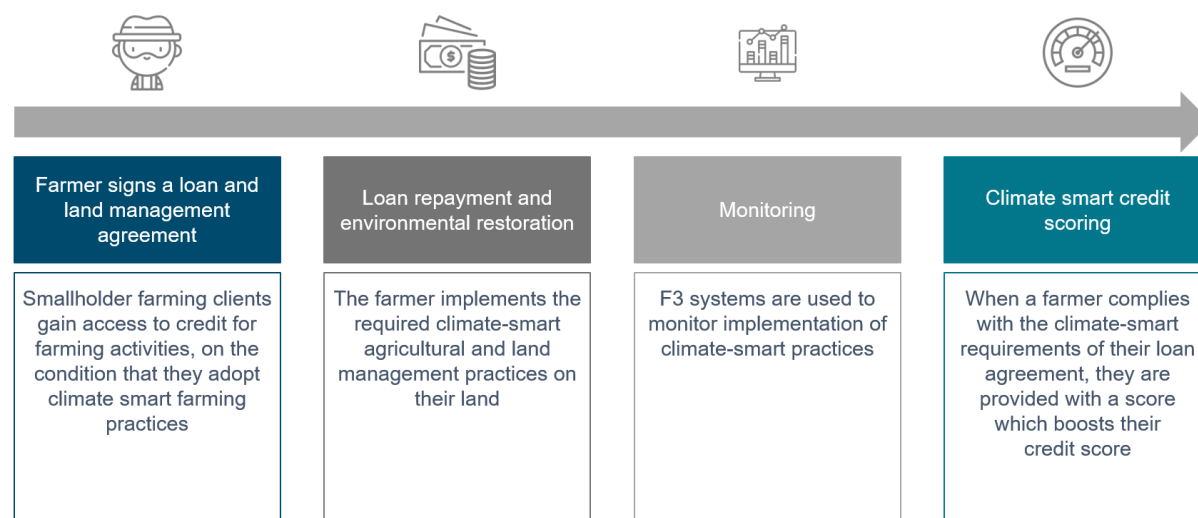 Farmer signs a loan and
land management
agreement
Smallholder farming clients
gain access to credit for
farming activities, on the
condition that they adopt
climate smart farming
practices
Loan repayment and
environmental restoration
The farmer implements the
required climate-smart
agricultural and land
management practices on
their land
Monitoring
F3 systems are used to
monitor implementation of
climate-smart practices
Climate smart credit
scoring
When a farmer complies
with the climate-smart
requirements of their loan
agreement, they are
provided with a score
which boosts their
credit score